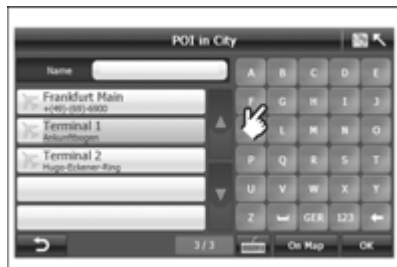 POI in City
Name
Frankfurt Main
+(49)-(69)-6900
Terminal 1
Ankunftbogen
Terminal 2
Hugo-Eckener-Ring
A B C D E
F G H I J
L M N O
P Q R S T
U V W X Y
Z GER 123
3/3
On Map
OK